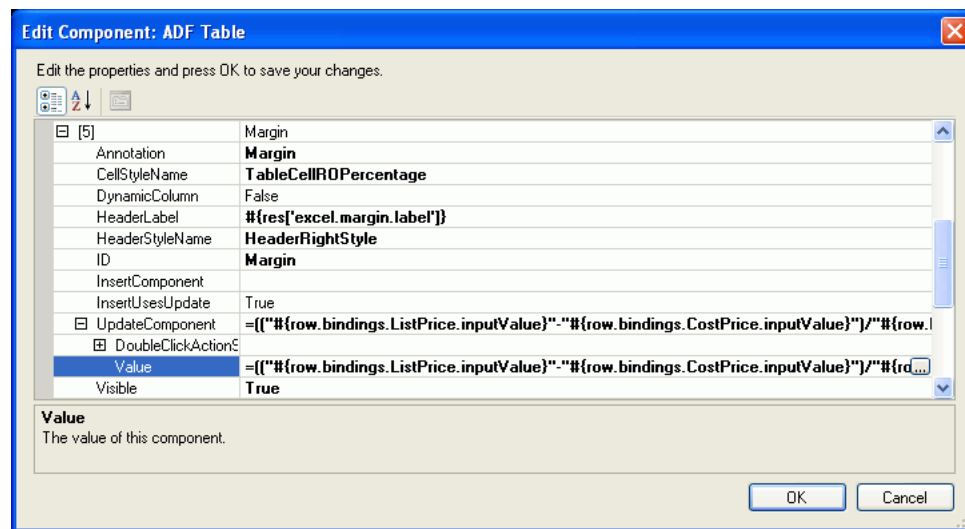 Edit Component: ADF Table
Edit the properties and press OK to save your changes.
[5] Margin
Annotation Margin
CellStyleName TableCellROPercentage
DynamicColumn False
HeaderLabel #{res['excel.margin.label']}
HeaderStyleName HeaderRightStyle
ID Margin
InsertComponent
InsertUsesUpdate True
UpdateComponent =(("#{row.bindings.ListPrice.inputValue}"-"#{row.bindings.CostPrice.inputValue}")/"#{row.
DoubleClickActionS
Value =(("#{row.bindings.ListPrice.inputValue}"-"#{row.bindings.CostPrice.inputValue}")/"#{ro ...
Visible True
Value
The value of this component.
OK Cancel